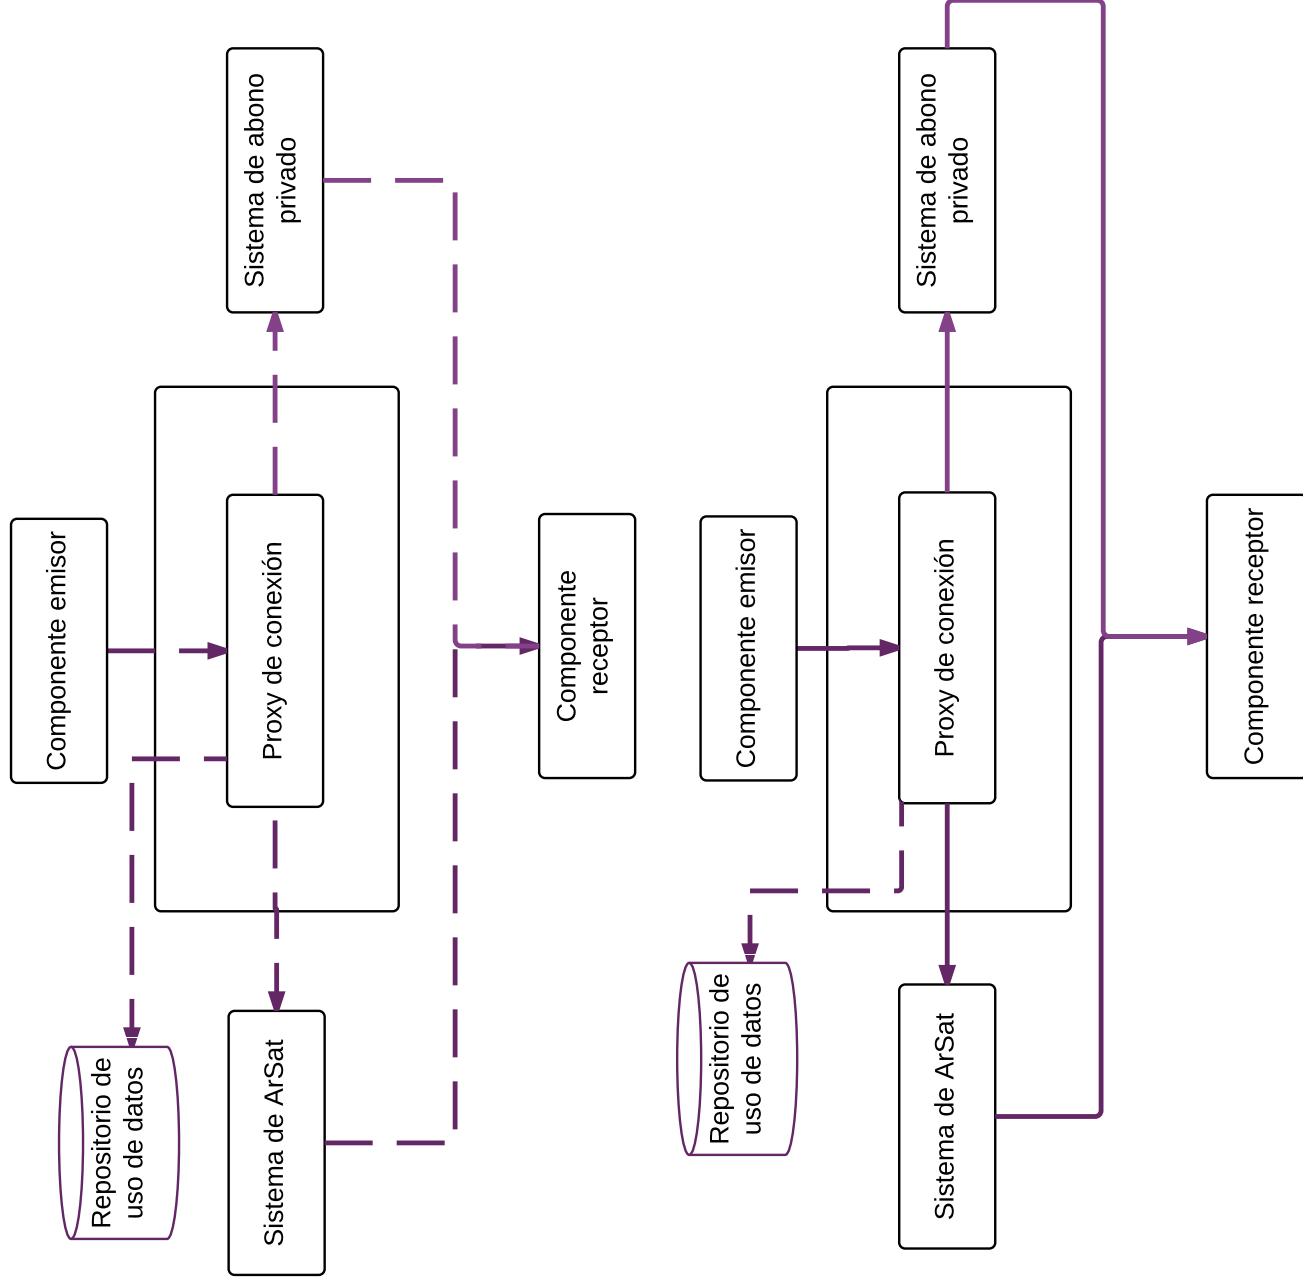 Componente emisor
Sistema de abono
privado
Proxy de conexión
Repositorio de
uso de datos
Sistema de ArSat
Componente
receptor
Componente emisor
Sistema de abono
privado
Proxy de conexión
Repositorio de
uso de datos
Sistema de ArSat
Componente receptor